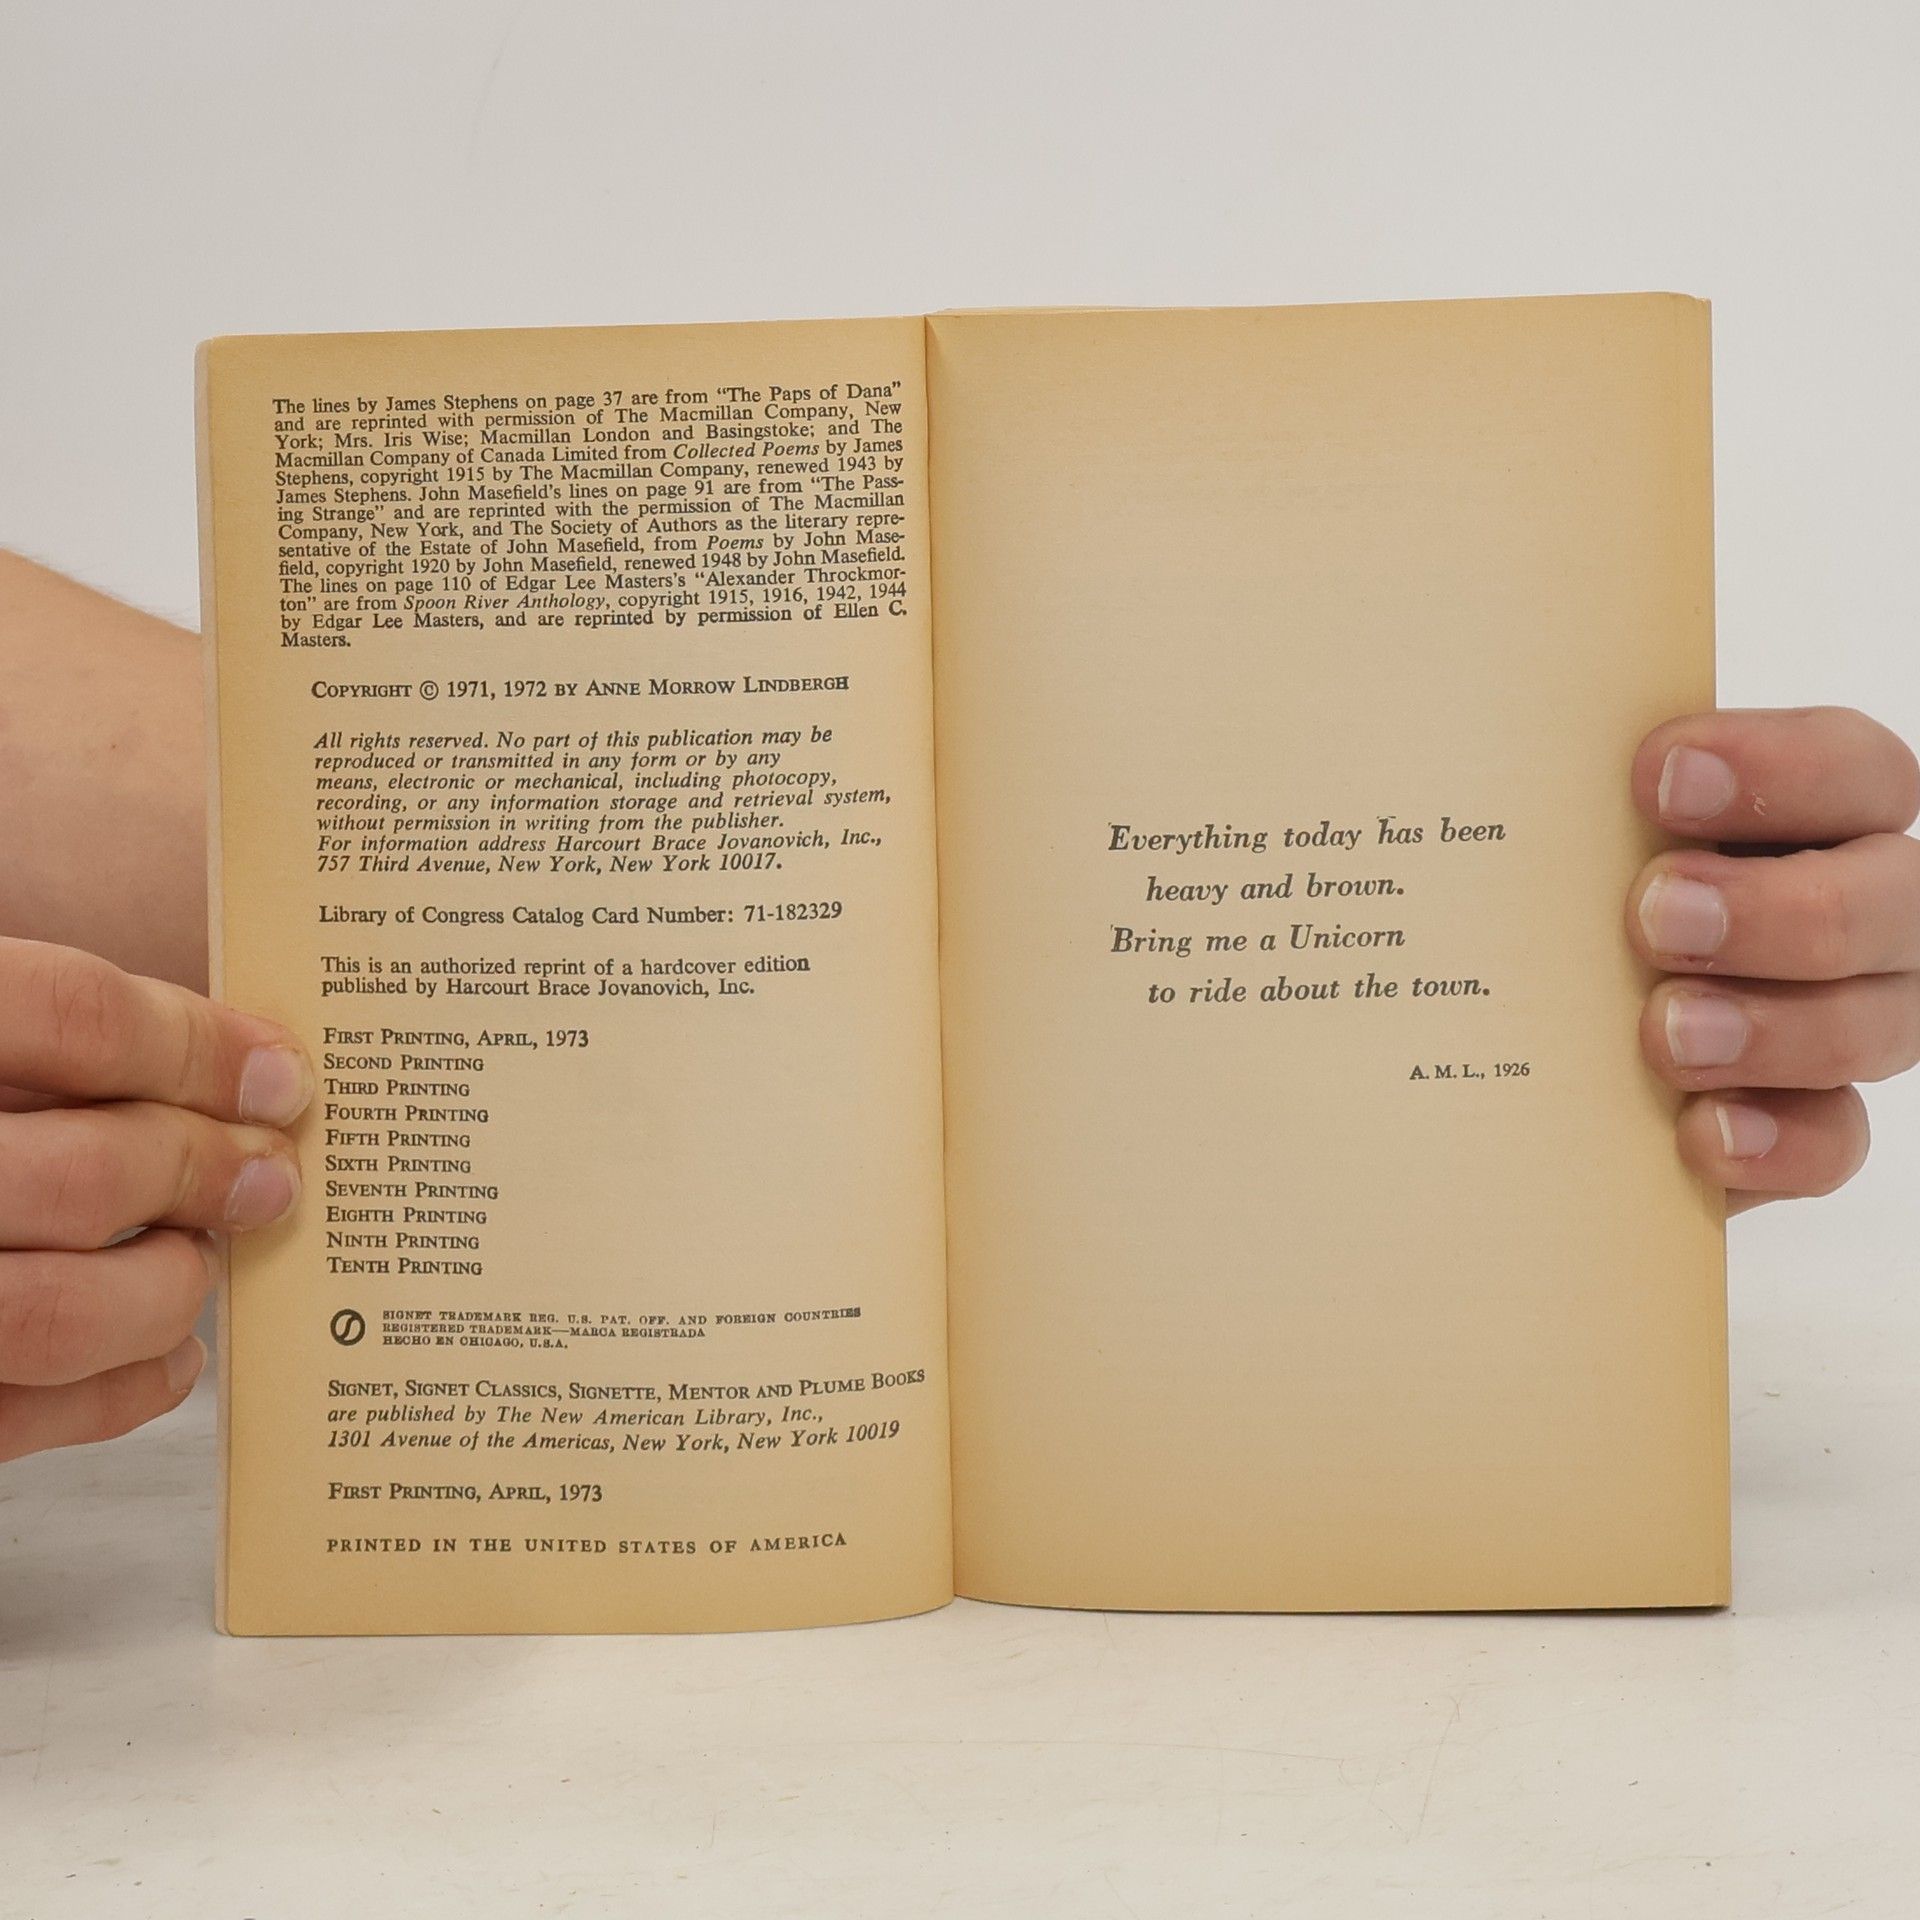 The lines by James Stephens on page 37 are from “The Paps of Dana”
and are reprinted with permission of The Macmillan Company, New
York; Mrs. Iris Wise; Macmillan London and Basingstoke; and The
Macmillan Company of Canada Limited from Collected Poems by James
Stephens, copyright 1915 by The Macmillan Company, renewed 1943 by
James Stephens. John Masefield's lines on page 91 are from “The Pass-
ing Strange” and are reprinted with the permission of The Macmillan
Company, New York, and The Society of Authors as the literary repre-
sentative of the Estate of John Masefield, from Poems by John Mase-
field, copyright 1920 by John Masefield, renewed 1948 by John Masefield.
The lines on page 110 of Edgar Lee Masters's “Alexander Throckmor-
ton” are from Spoon River Anthology, copyright 1915, 1916, 1942, 1944
by Edgar Lee Masters, and are reprinted by permission of Ellen C.
Masters.
COPYRIGHT © 1971, 1972 BY ANNE MORROW LINDBERGH
All rights reserved. No part of this publication may be
reproduced or transmitted in any form or by any
means, electronic or mechanical, including photocopy,
recording, or any information storage and retrieval system,
without permission in writing from the publisher.
For information address Harcourt Brace Jovanovich, Inc.,
757 Third Avenue, New York, New York 10017.
Library of Congress Catalog Card Number: 71-182329
This is an authorized reprint of a hardcover edition
published by Harcourt Brace Jovanovich, Inc.
FIRST PRINTING, APRIL, 1973
SECOND PRINTING
THIRD PRINTING
FOURTH PRINTING
FIFTH PRINTING
SIXTH PRINTING
SEVENTH PRINTING
EIGHTH PRINTING
NINTH PRINTING
TENTH PRINTING
SIGNET TRADEMARK REG. U.S. PAT. OFF. AND FOREIGN COUNTRIES
REGISTERED TRADEMARK—MARCA REGISTRADA
HECHO EN CHICAGO, U.S.A.
SIGNET, SIGNET CLASSICS, SIGNETTE, MENTOR AND PLUME BOOKS
are published by The New American Library, Inc.,
1301 Avenue of the Americas, New York, New York 10019
FIRST PRINTING, APRIL, 1973
PRINTED IN THE UNITED STATES OF AMERICA
Everything today has been
heavy and brown.
Bring me a Unicorn
to ride about the town.
A. M. L., 1926